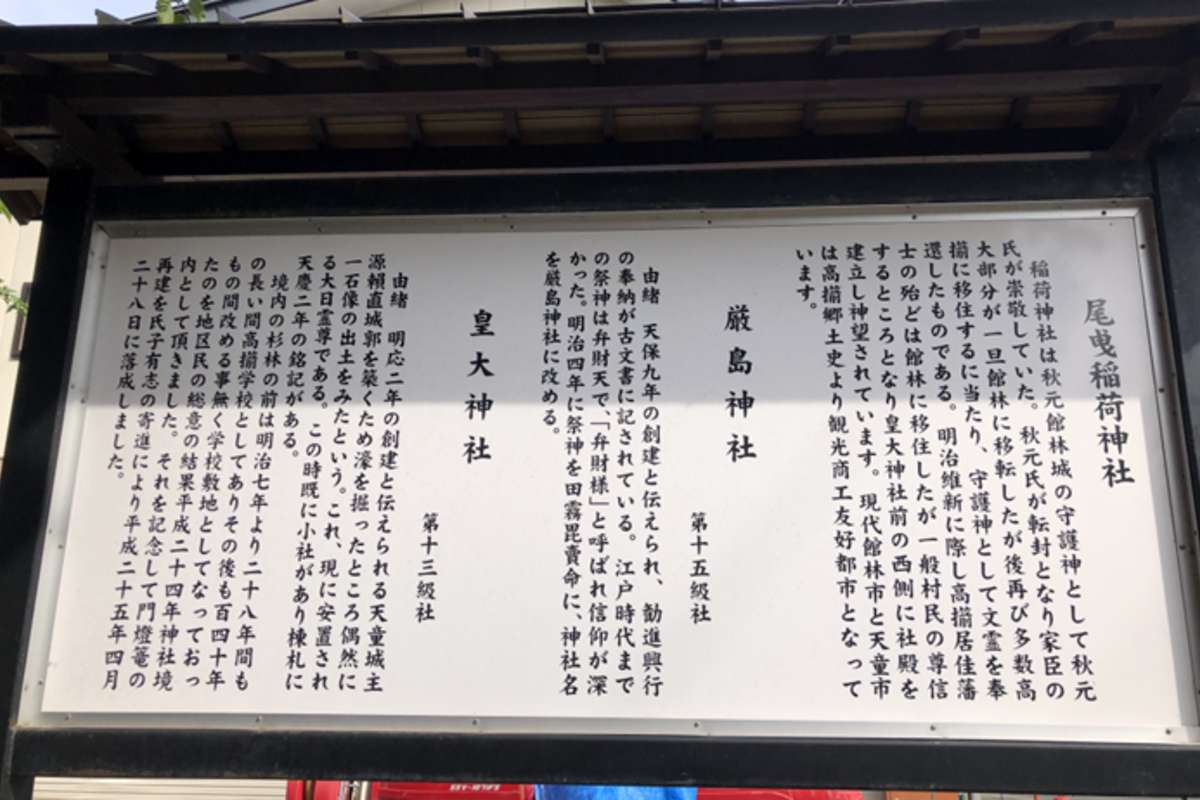 尾曳稲荷神社
稲荷神社は秋元館林城の守護神として秋元
氏が崇敬していた。秋元氏が転封となり家臣の
大部分が一旦館林に移転したが後再び多数高
擶に移住するに当たり、守護神として文霊を奉
還したものである。明治維新に際し高擶居住藩
士の殆どは館林に移住したが一般村民の尊信
するところとなり皇大神社前の西側に社殿を
建立し神望されています。現代館林市と天童市
は高擶郷土史より観光商工友好都市となって
います。
厳島神社
第十五級社
由緒 天保九年の創建と伝えられ、勧進興行
の奉納が古文書に記されている。江戸時代まで
の祭神は弁財天で、「弁財様」と呼ばれ信仰が深
かった。明治四年に祭神を田霧毘賣命に、神社名
を厳島神社に改める。
皇大神社
第十三級社
由緒 明応二年の創建と伝えられる天童城主
源頼直城郭を築くため濠を掘ったところ偶然に
一石像の出土をみたという。これ、現に安置され
る大日霊尊である。この時既に小社があり棟札に
天慶二年の銘記がある。
境内の杉林の前は明治七年より二十八年間も
の長い間高擶学校としてありその後も百四十年
もの間改める事無く学校敷地としてなっておっ
たのを地区民の総意の結果平成二十四年神社境
内として頂きました。それを記念して門燈篭の
再建を氏子有志の寄進により平成二十五年四月
二十八日に落成しました。